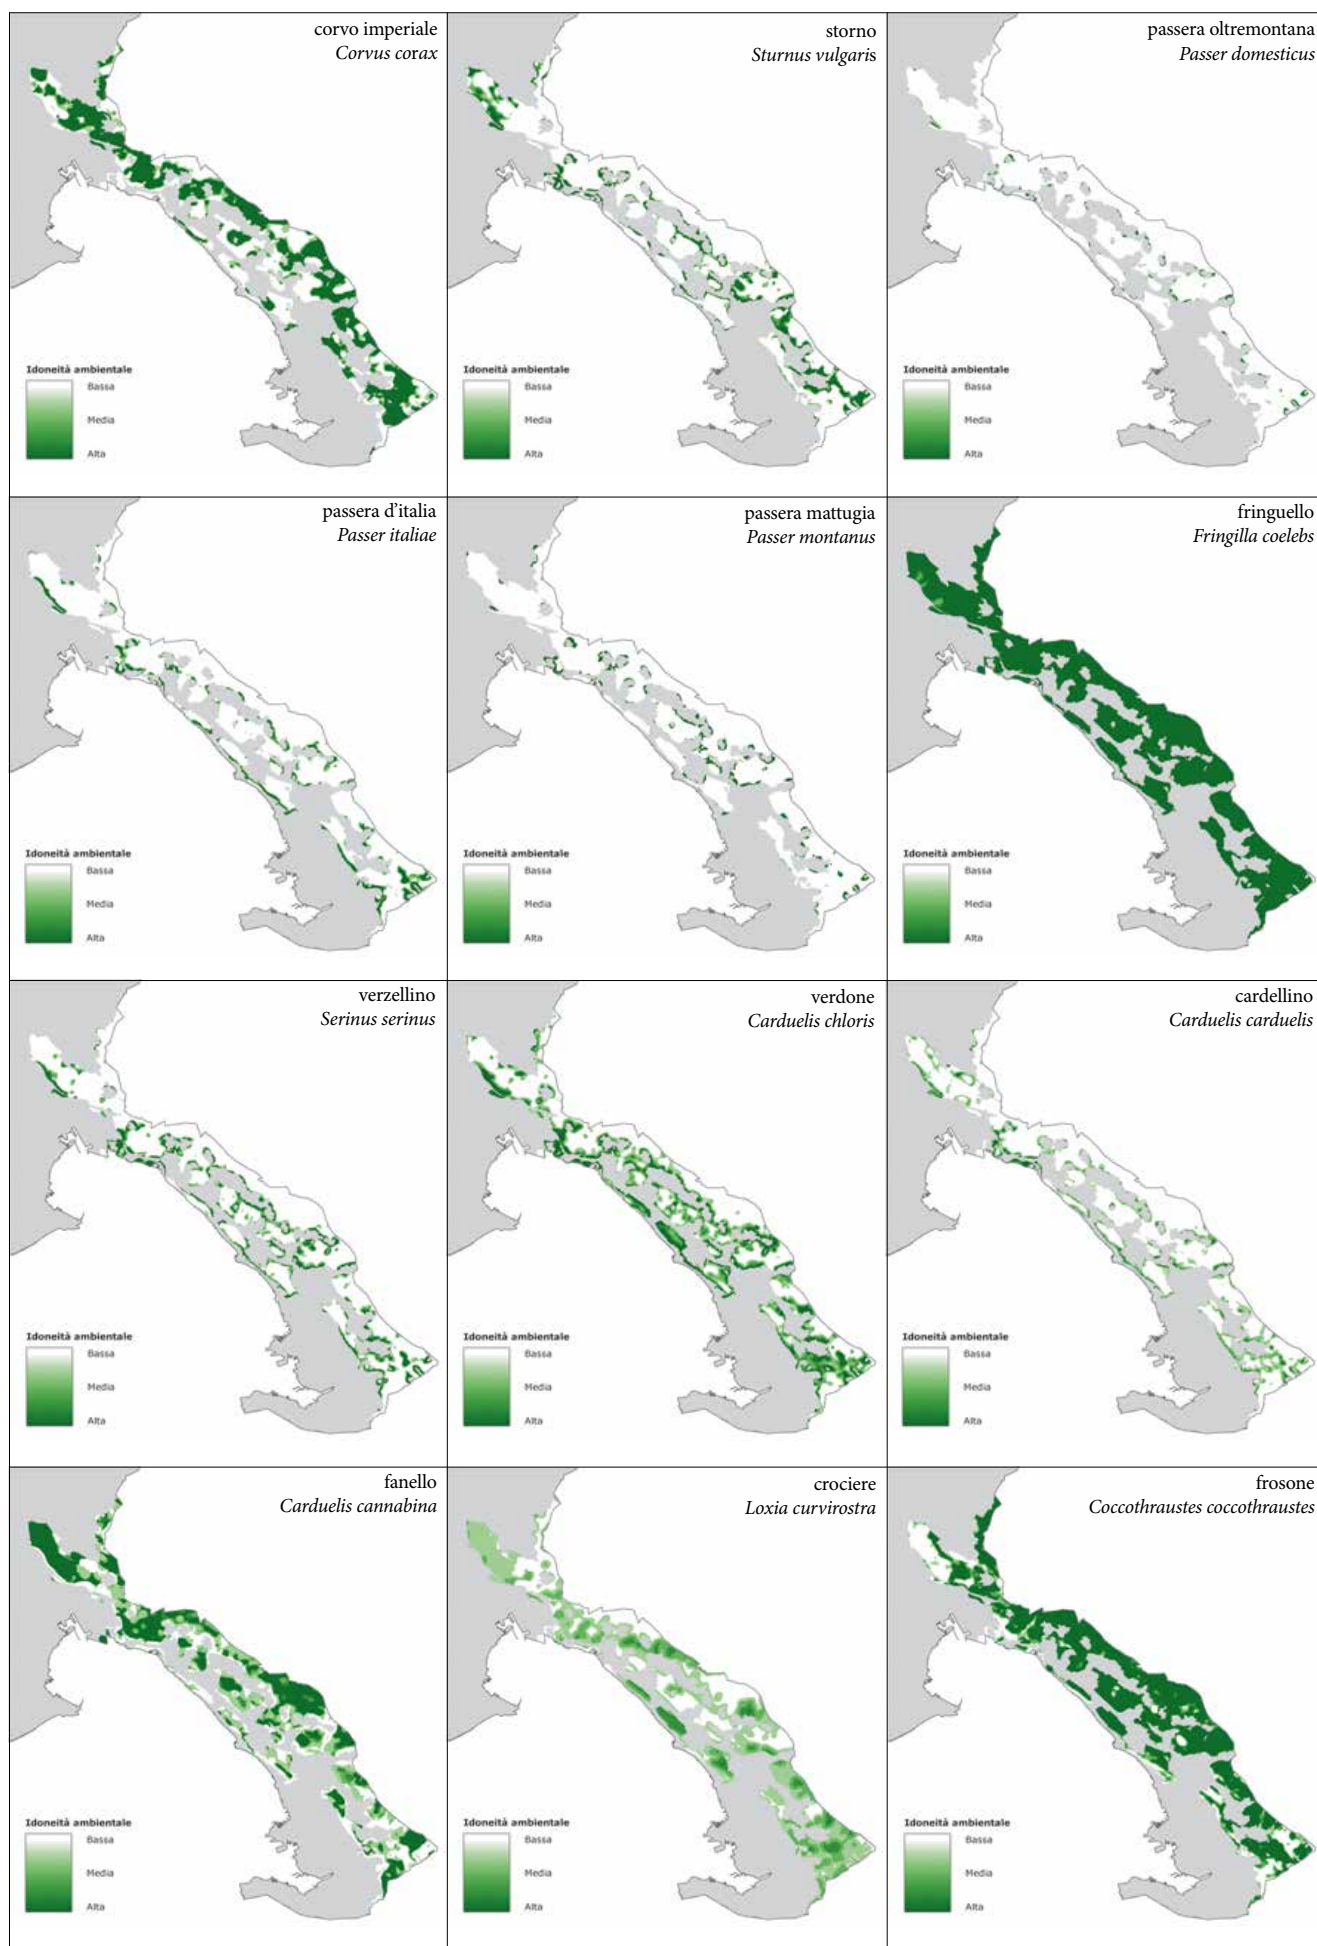 corvo imperiale
Corvus corax
Idoneità ambientale
Bassa
Media
Alta
storno
Sturnus vulgaris
Idoneità ambientale
Bassa
Media
Alta
passera oltremontana
Passer domesticus
Idoneità ambientale
Bassa
Media
Alta
passera d'italia
Passer italiae
Idoneità ambientale
Bassa
Media
Alta
passera mattugia
Passer montanus
Idoneità ambientale
Bassa
Media
Alta
fringuello
Fringilla coelebs
Idoneità ambientale
Bassa
Media
Alta
verzellino
Serinus serinus
Idoneità ambientale
Bassa
Media
Alta
verdone
Carduelis chloris
Idoneità ambientale
Bassa
Media
Alta
cardellino
Carduelis carduelis
Idoneità ambientale
Bassa
Media
Alta
fanello
Carduelis cannabina
Idoneità ambientale
Bassa
Media
Alta
crociere
Loxia curvirostra
Idoneità ambientale
Bassa
Media
Alta
frosone
Coccothraustes coccothraustes
Idoneità ambientale
Bassa
Media
Alta